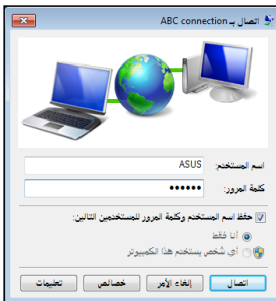 اتصال بـ ABC connection
اسم المستخدم: ASUS
كلمة المرور: ••••••
حفظ اسم المستخدم وكلمة المرور للمستخدمين التاليين:
أنا فقط
أي شخص يستخدم هذا الكمبيوتر
اتصال إلغاء الأمر خصائص تعليمات